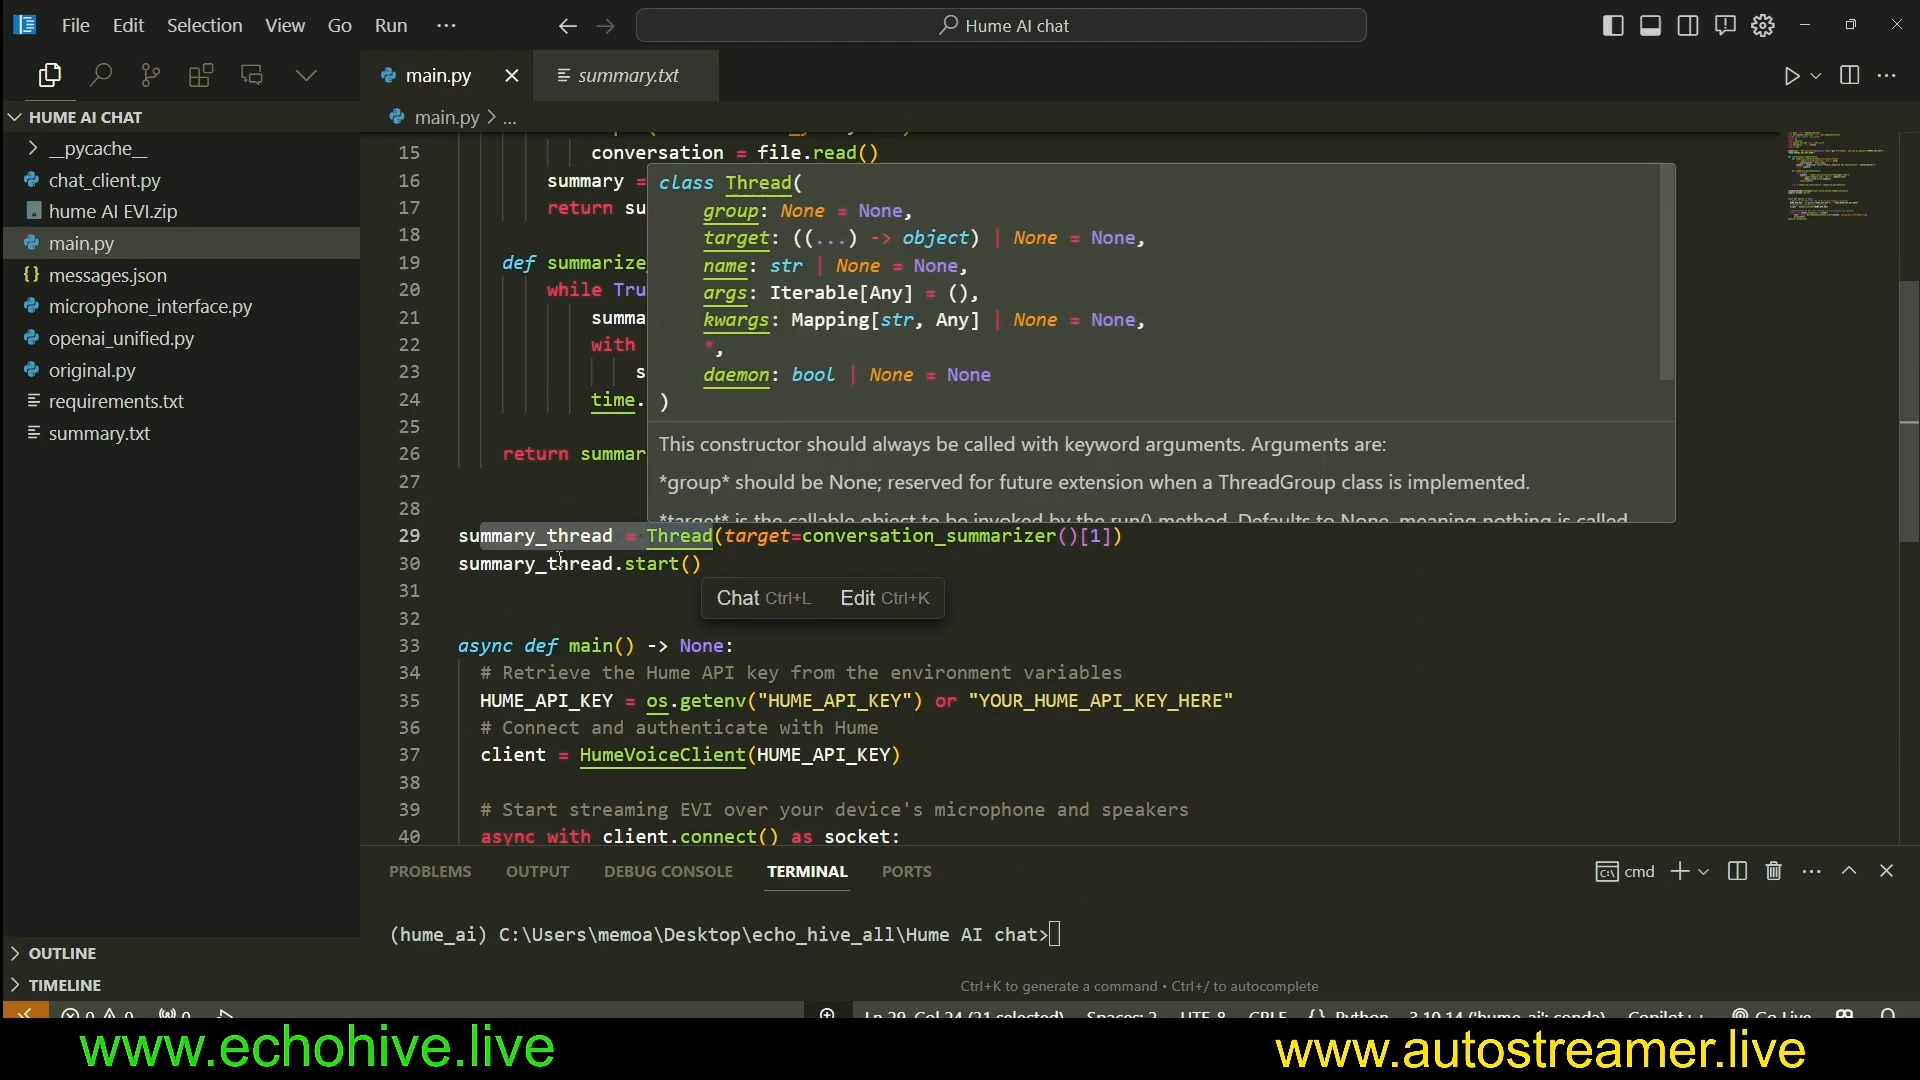 File Edit Selection View Go Run ...
Hume AI chat
main.py
summary.txt
HUME AI CHAT
main.py > ...
__pycache__
chat_client.py
hume AI EVI.zip
main.py
messages.json
microphone_interface.py
openai_unified.py
original.py
requirements.txt
summary.txt
15 conversation = file.read()
16 summary =
17 return su
18
19 def summarize
20 while Tru
21 summa
22 with
23 s
24 time.
25
26 return summar
27
28
class Thread(
group: None = None,
target: ((...) -> object) | None = None,
name: str | None = None,
args: Iterable[Any] = (),
kwargs: Mapping[str, Any] | None = None,
*,
daemon: bool | None = None
)
This constructor should always be called with keyword arguments. Arguments are:
*group* should be None; reserved for future extension when a ThreadGroup class is implemented.
*target* is the callable object to be invoked by the run() method. Defaults to None, meaning nothing is called
29 summary_thread = Thread(target=conversation_summarizer()[1])
30 summary_thread.start()
31
Chat Ctrl+L Edit Ctrl+K
32
33 async def main() -> None:
34 # Retrieve the Hume API key from the environment variables
35 HUME_API_KEY = os.getenv("HUME_API_KEY") or "YOUR_HUME_API_KEY_HERE"
36 # Connect and authenticate with Hume
37 client = HumeVoiceClient(HUME_API_KEY)
38
39 # Start streaming EVI over your device's microphone and speakers
40 async with client.connect() as socket:
PROBLEMS OUTPUT DEBUG CONSOLE TERMINAL PORTS
cmd
(hume_ai) C:\Users\memoa\Desktop\echo_hive_all\Hume AI chat>
OUTLINE
TIMELINE
Ctrl+K to generate a command • Ctrl+/ to autocomplete
0 0 0
Ln 29, Col 24 (21 selected) Spaces: 2 UTF-8 CRLF {} Python 3.10.14 ('hume_ai': conda) Copilot++ Go Live
www.echohive.live
www.autostreamer.live